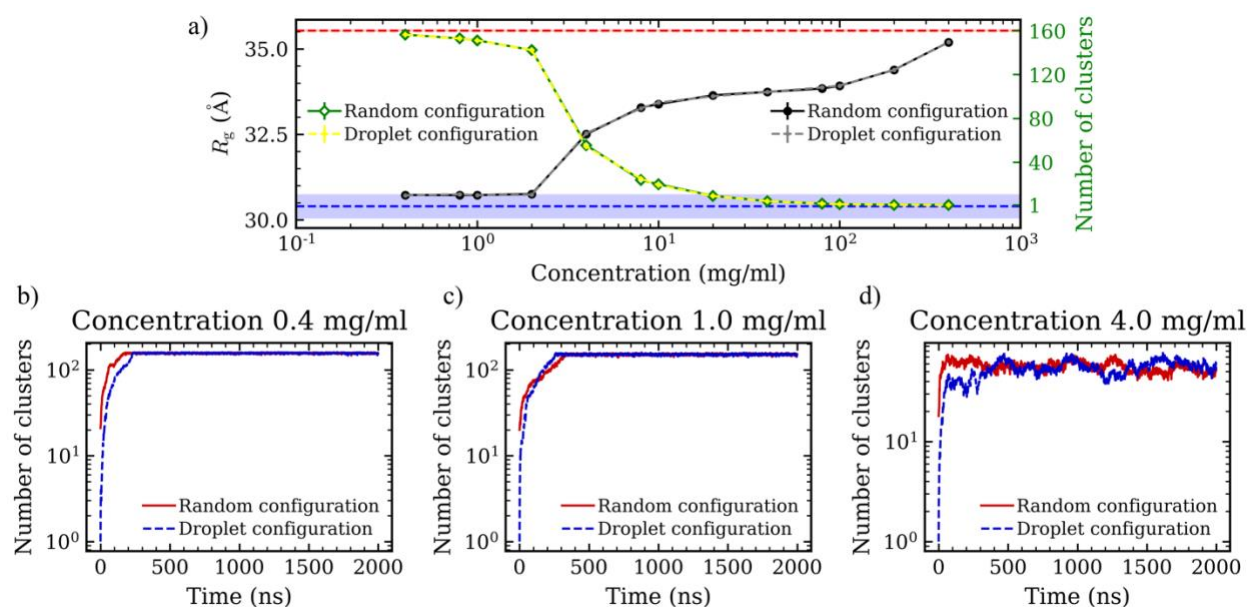 a)
35.0
32.5
30.0
R_g (Å)
Random configuration
Droplet configuration
Random configuration
Droplet configuration
160
120
80
40
1
Number of clusters
10⁻¹ 10⁰ 10¹ 10² 10³
Concentration (mg/ml)
b)
Concentration 0.4 mg/ml
Number of clusters
10²
10¹
10⁰
Random configuration
Droplet configuration
0 500 1000 1500 2000
Time (ns)
c)
Concentration 1.0 mg/ml
Number of clusters
10²
10¹
10⁰
Random configuration
Droplet configuration
0 500 1000 1500 2000
Time (ns)
d)
Concentration 4.0 mg/ml
Number of clusters
10¹
10⁰
Random configuration
Droplet configuration
0 500 1000 1500 2000
Time (ns)